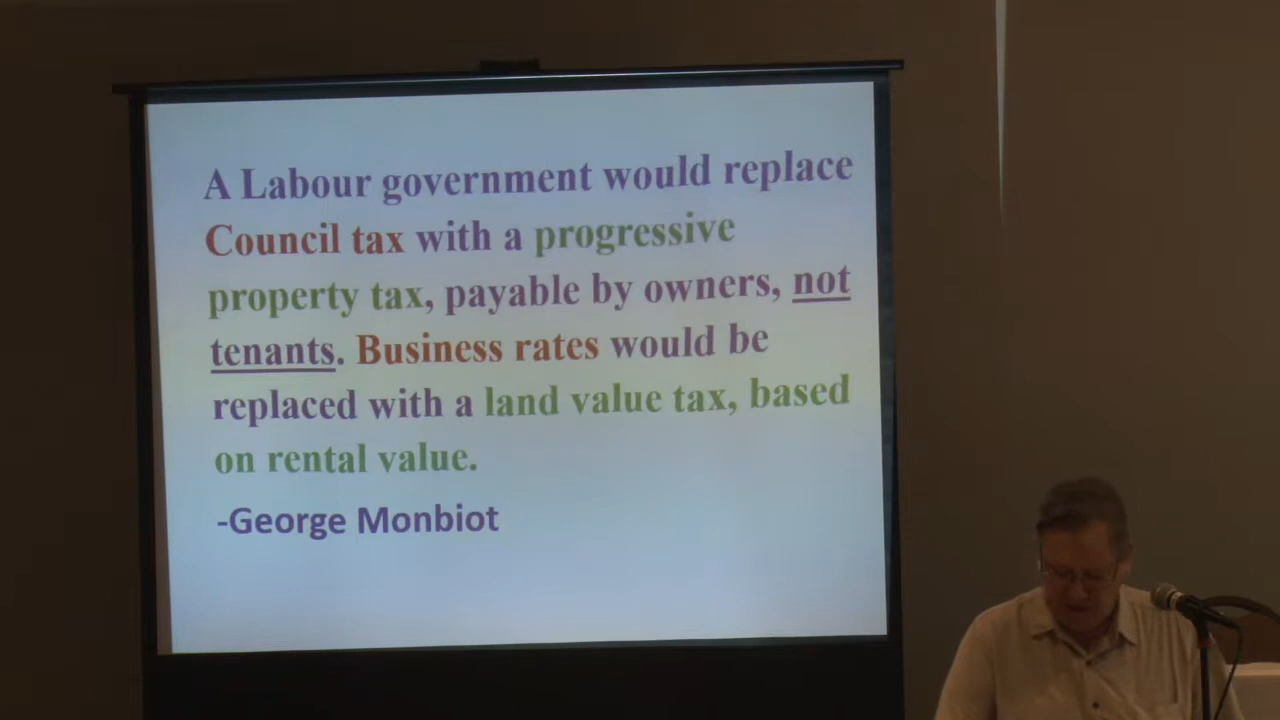 A Labour government would replace
Council tax with a progressive
property tax, payable by owners, not
tenants. Business rates would be
replaced with a land value tax, based
on rental value.
-George Monbiot